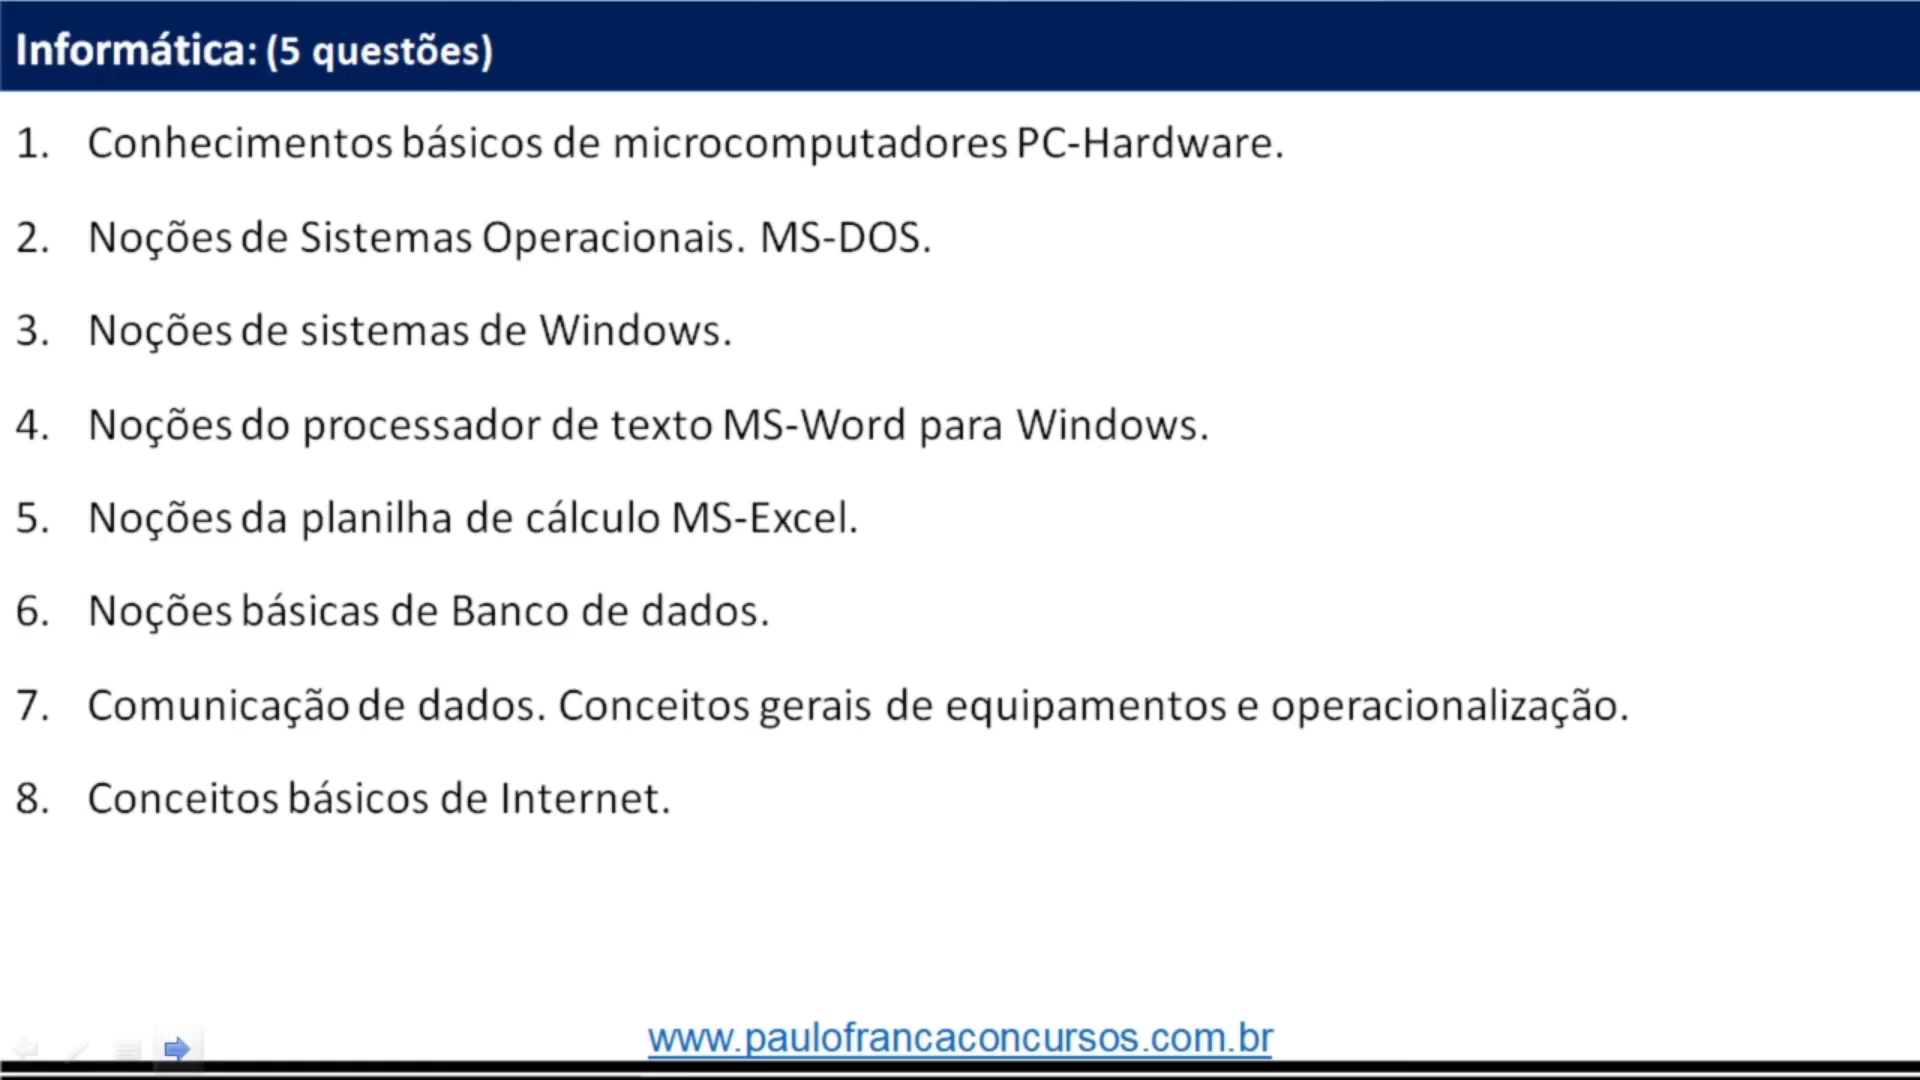 Informática: (5 questões)
1. Conhecimentos básicos de microcomputadores PC-Hardware.
2. Noções de Sistemas Operacionais. MS-DOS.
3. Noções de sistemas de Windows.
4. Noções do processador de texto MS-Word para Windows.
5. Noções da planilha de cálculo MS-Excel.
6. Noções básicas de Banco de dados.
7. Comunicação de dados. Conceitos gerais de equipamentos e operacionalização.
8. Conceitos básicos de Internet.
www.paulofrancaconcursos.com.br